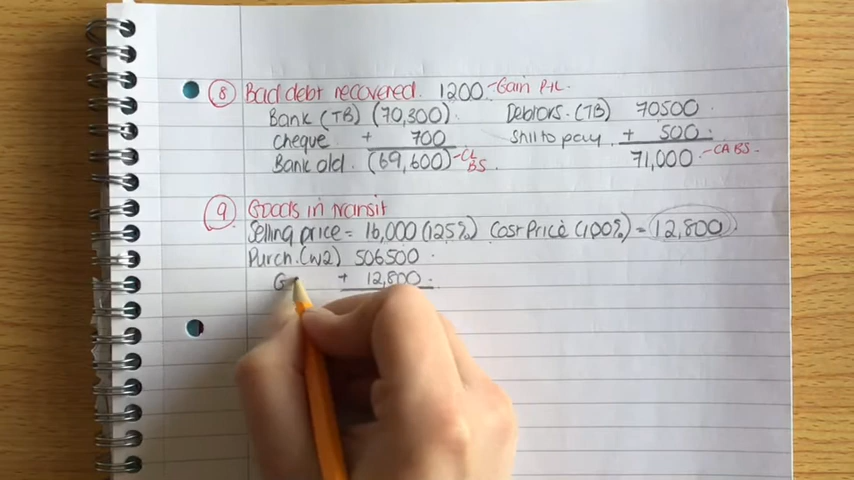 8 Bad debt recovered. 1200 - Gain P+L.
Bank (TB) (70,300) Debtors. (TB) 70500
cheque + 700 Still to pay + 500
Bank o/d. (69,600) - CL BS. 71,000 - CA BS.
9 Goods in transit
Selling price = 16,000 (125%) Cost Price (100%) = 12,800
Purch. (W2) 506500
G + 12,800